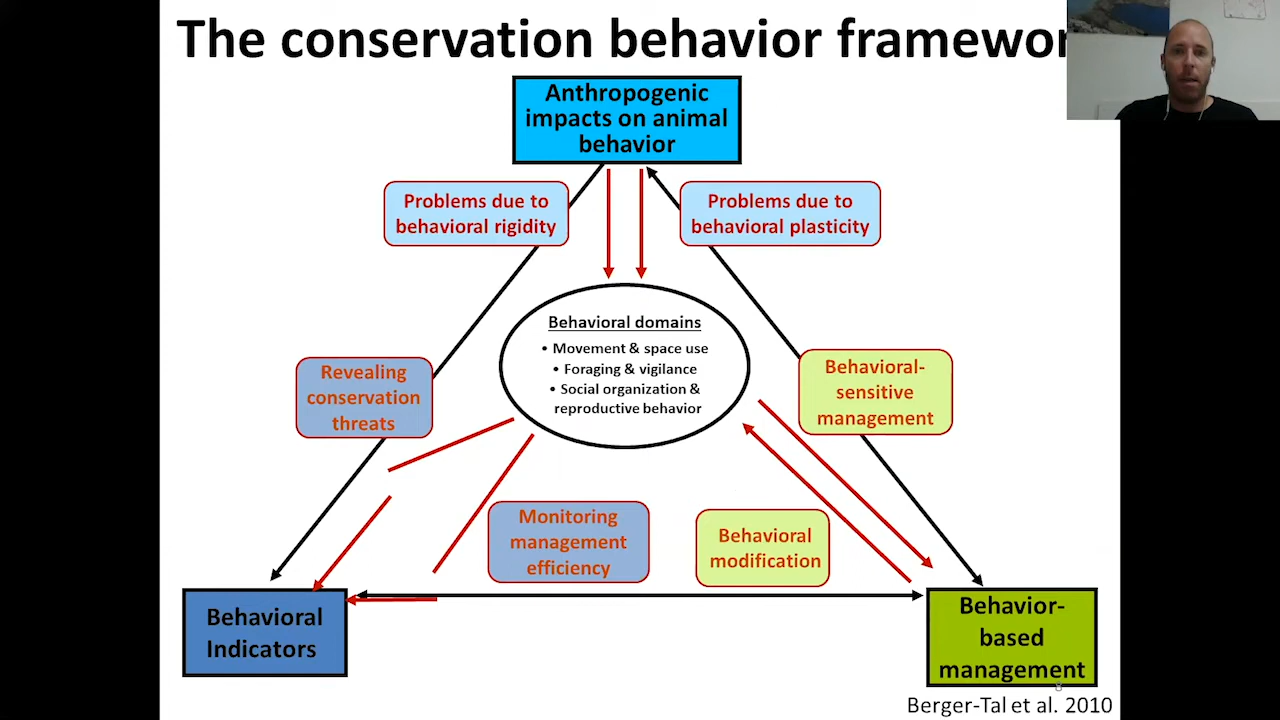 The conservation behavior framewor
Anthropogenic
impacts on animal
behavior
Problems due to
behavioral rigidity
Problems due to
behavioral plasticity
Behavioral domains
• Movement & space use
• Foraging & vigilance
• Social organization &
reproductive behavior
Revealing
conservation
threats
Behavioral-
sensitive
management
Monitoring
management
efficiency
Behavioral
modification
Behavioral
Indicators
Behavior-
based
management
Berger-Tal et al. 2010